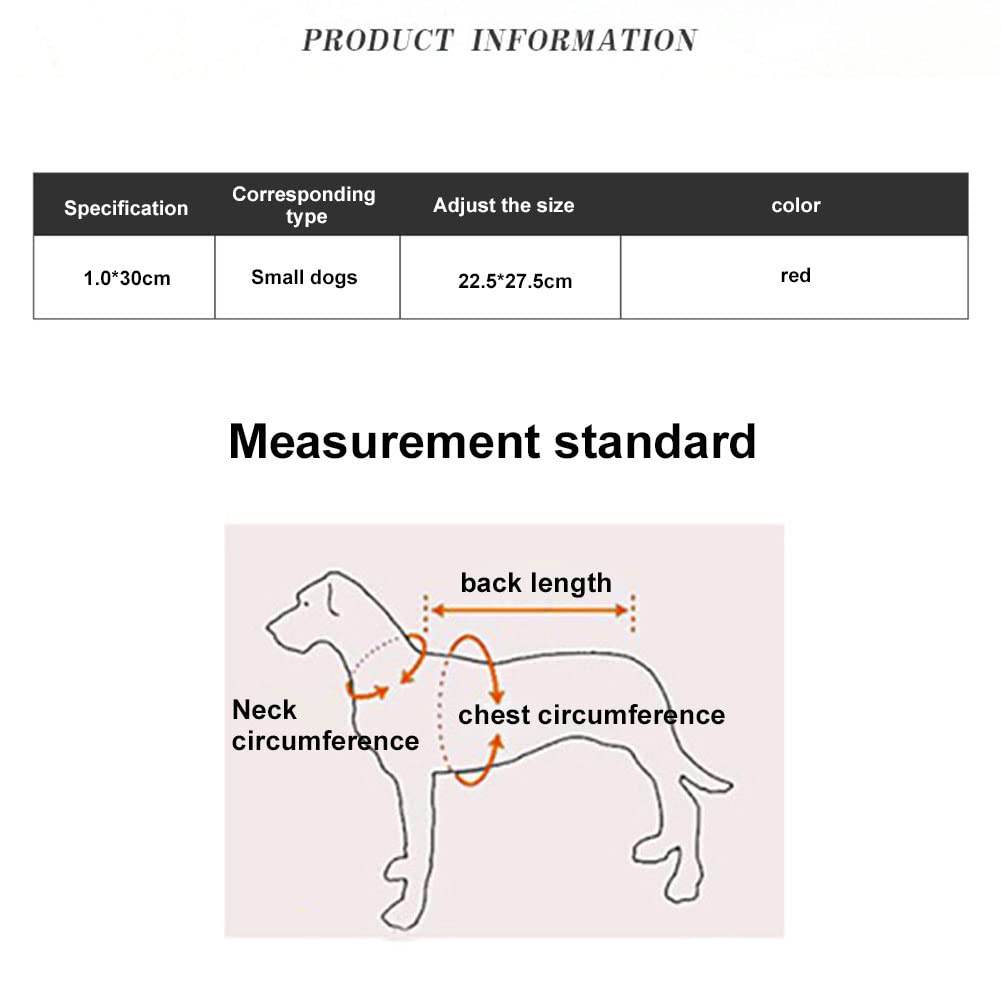 PRODUCT INFORMATION
Specification
Corresponding
type
Adjust the size
color
1.0*30cm
Small dogs
22.5*27.5cm
red
Measurement standard
back length
Neck
circumference
chest circumference